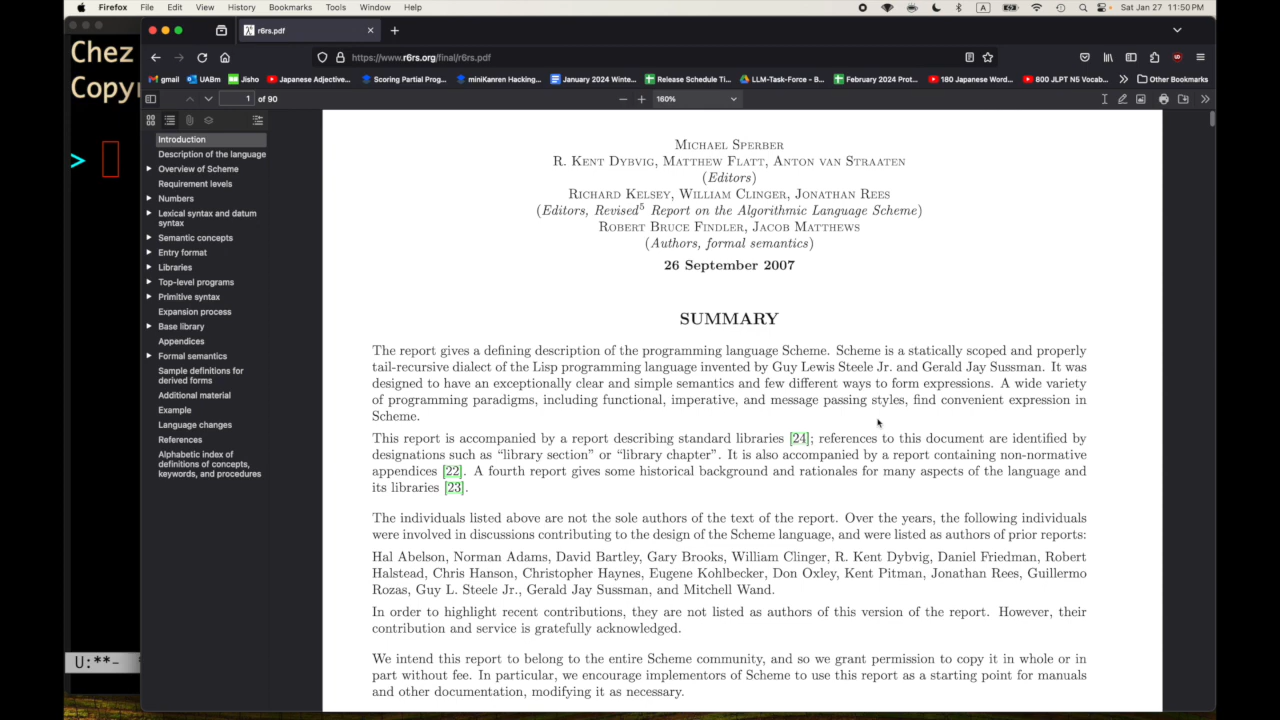 Firefox File Edit View History Bookmarks Tools Window Help Sat Jan 27 11:50 PM
Chez
Copyr
>
U:**-
r6rs.pdf
https://www.r6rs.org/final/r6rs.pdf
gmail UABm Jisho Japanese Adjective... Scoring Partial Prog... miniKanren Hacking... January 2024 Winte... Release Schedule Ti... LLM-Task-Force – B... February 2024 Prot... 180 Japanese Word... 800 JLPT N5 Vocab... Other Bookmarks
1 of 90 160%
Introduction
Description of the language
Overview of Scheme
Requirement levels
Numbers
Lexical syntax and datum
syntax
Semantic concepts
Entry format
Libraries
Top-level programs
Primitive syntax
Expansion process
Base library
Appendices
Formal semantics
Sample definitions for
derived forms
Additional material
Example
Language changes
References
Alphabetic index of
definitions of concepts,
keywords, and procedures
Michael Sperber
R. Kent Dybvig, Matthew Flatt, Anton van Straaten
(Editors)
Richard Kelsey, William Clinger, Jonathan Rees
(Editors, Revised⁵ Report on the Algorithmic Language Scheme)
Robert Bruce Findler, Jacob Matthews
(Authors, formal semantics)
26 September 2007
SUMMARY
The report gives a defining description of the programming language Scheme. Scheme is a statically scoped and properly
tail-recursive dialect of the Lisp programming language invented by Guy Lewis Steele Jr. and Gerald Jay Sussman. It was
designed to have an exceptionally clear and simple semantics and few different ways to form expressions. A wide variety
of programming paradigms, including functional, imperative, and message passing styles, find convenient expression in
Scheme.
This report is accompanied by a report describing standard libraries [24]; references to this document are identified by
designations such as “library section” or “library chapter”. It is also accompanied by a report containing non-normative
appendices [22]. A fourth report gives some historical background and rationales for many aspects of the language and
its libraries [23].
The individuals listed above are not the sole authors of the text of the report. Over the years, the following individuals
were involved in discussions contributing to the design of the Scheme language, and were listed as authors of prior reports:
Hal Abelson, Norman Adams, David Bartley, Gary Brooks, William Clinger, R. Kent Dybvig, Daniel Friedman, Robert
Halstead, Chris Hanson, Christopher Haynes, Eugene Kohlbecker, Don Oxley, Kent Pitman, Jonathan Rees, Guillermo
Rozas, Guy L. Steele Jr., Gerald Jay Sussman, and Mitchell Wand.
In order to highlight recent contributions, they are not listed as authors of this version of the report. However, their
contribution and service is gratefully acknowledged.
We intend this report to belong to the entire Scheme community, and so we grant permission to copy it in whole or in
part without fee. In particular, we encourage implementors of Scheme to use this report as a starting point for manuals
and other documentation, modifying it as necessary.